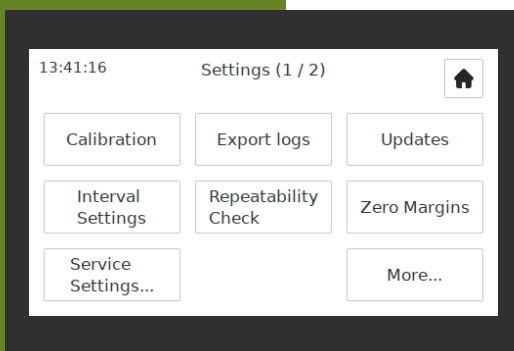 13:41:16
Settings (1 / 2)
Calibration
Export logs
Updates
Interval
Settings
Repeatability
Check
Zero Margins
Service
Settings...
More...